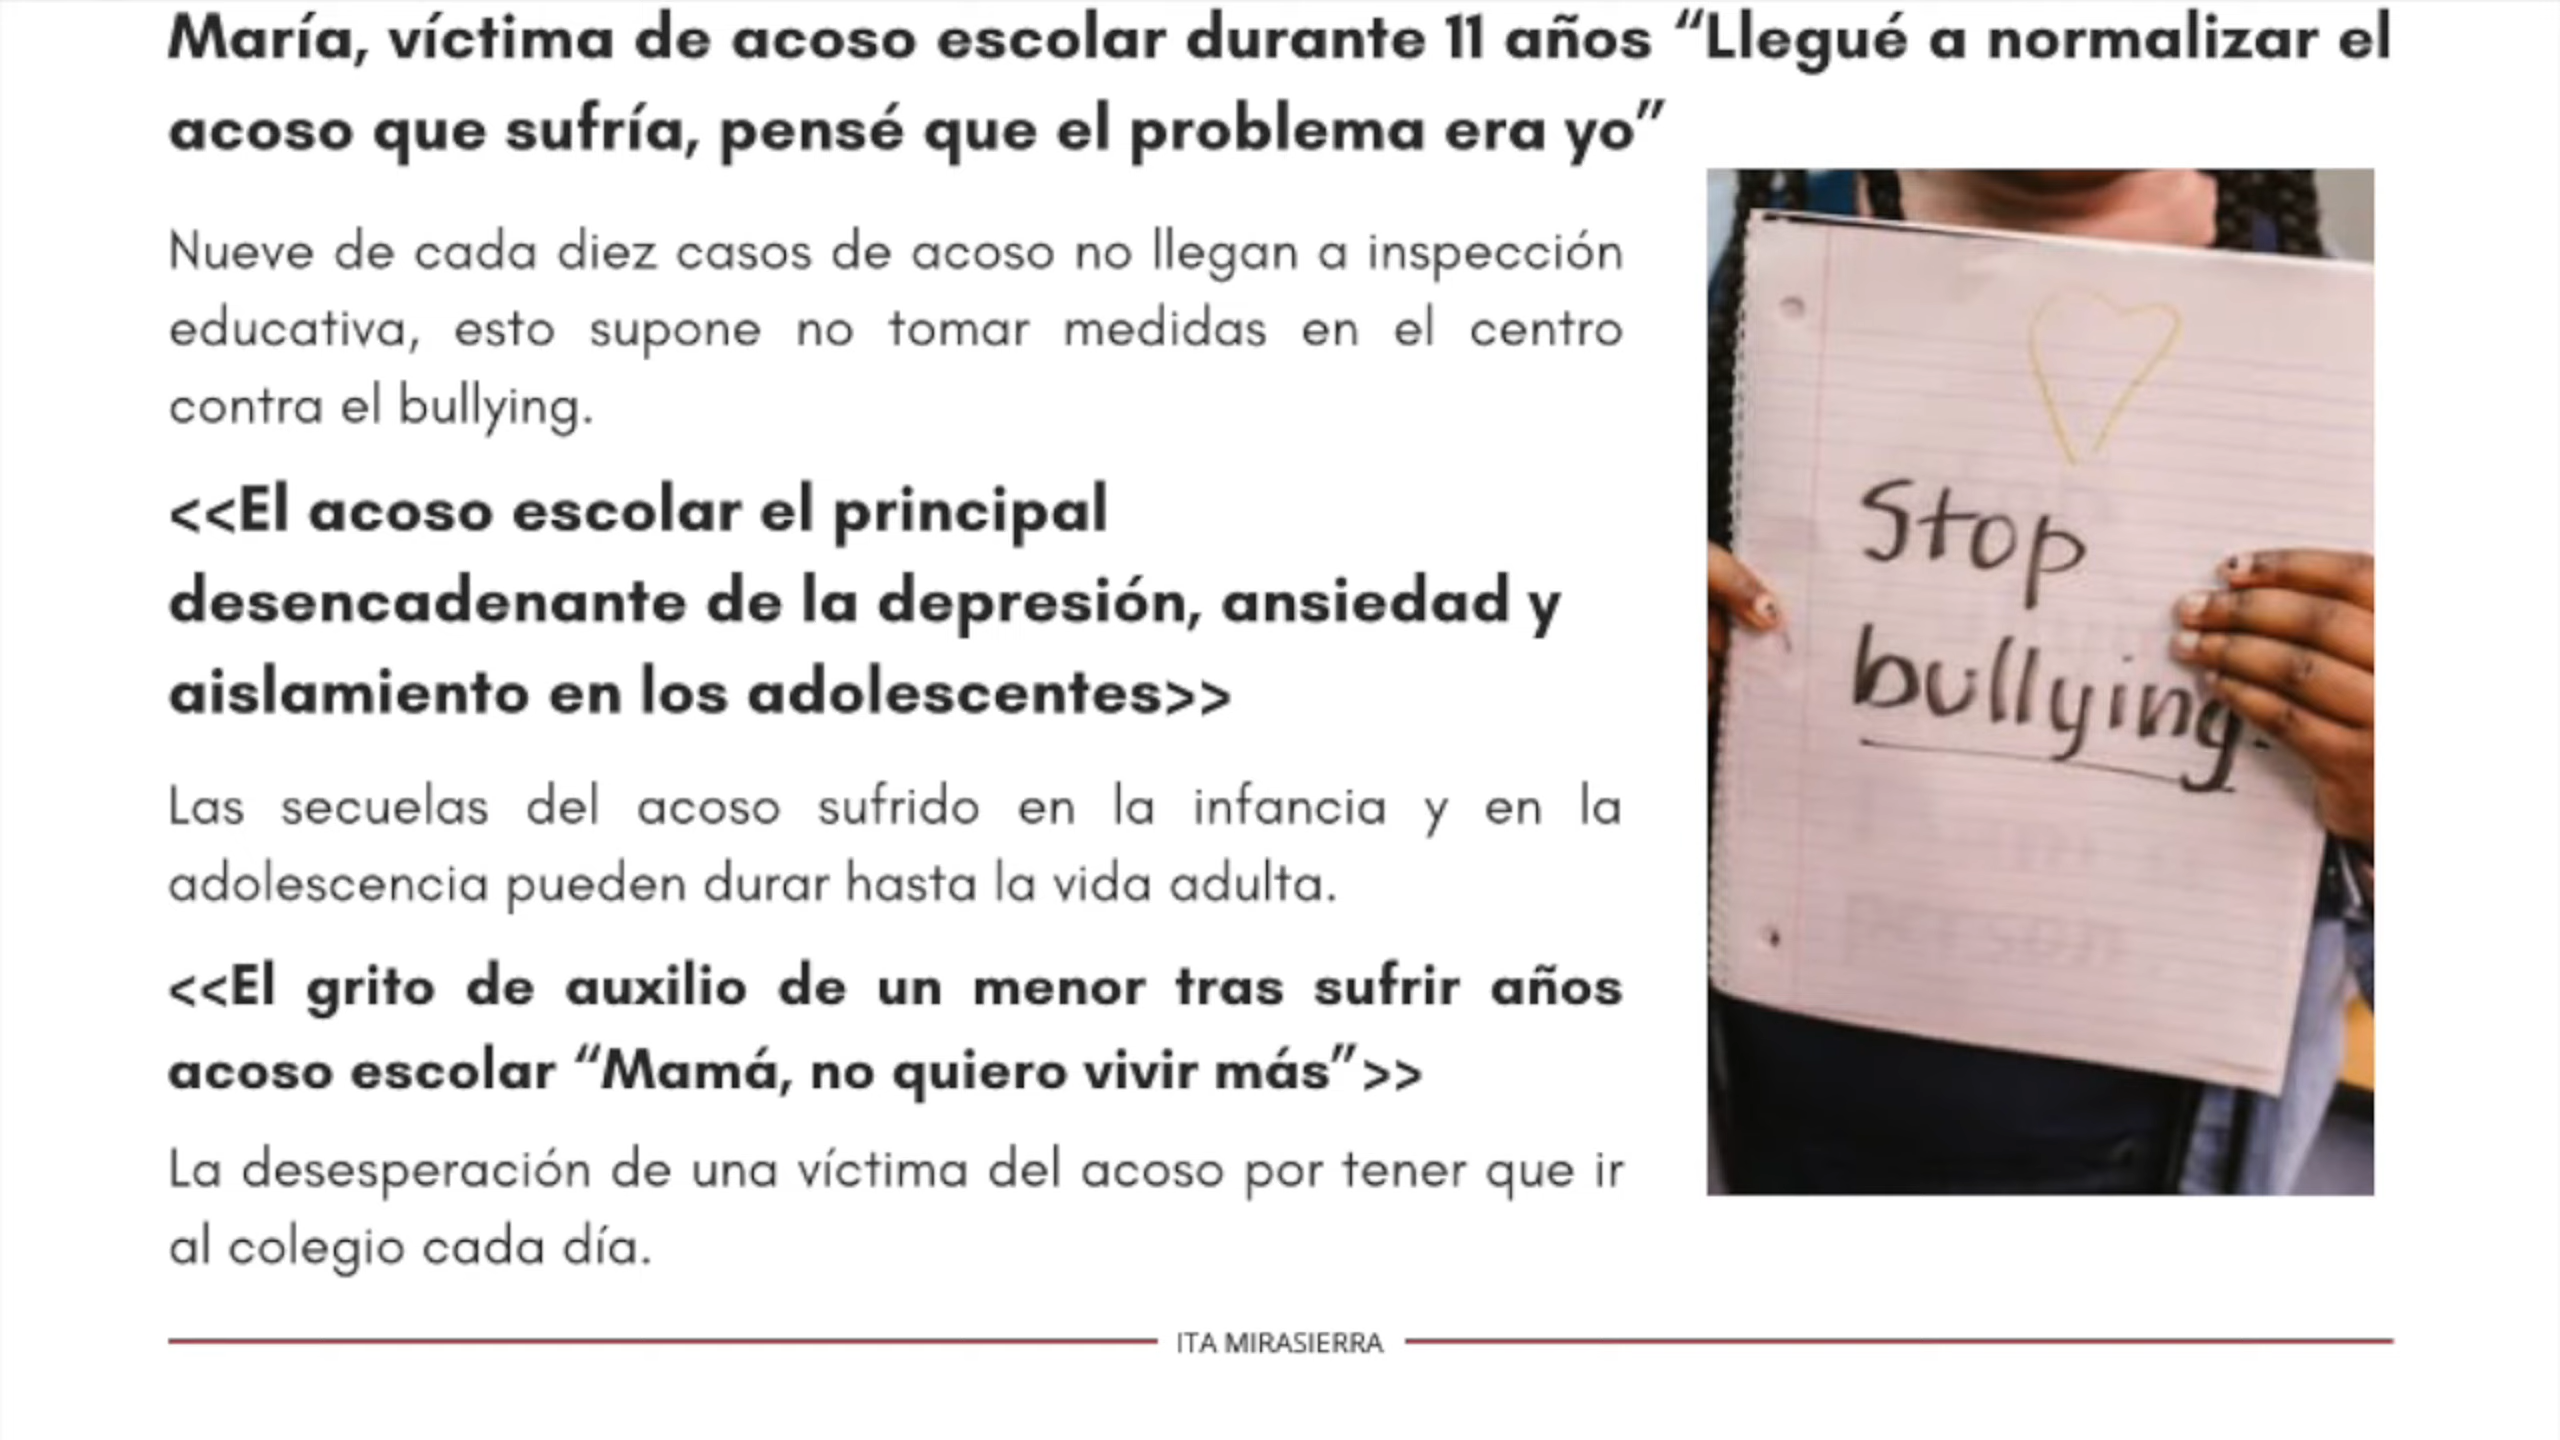 María, víctima de acoso escolar durante 11 años “Llegué a normalizar el
acoso que sufría, pensé que el problema era yo”
Nueve de cada diez casos de acoso no llegan a inspección
educativa, esto supone no tomar medidas en el centro
contra el bullying.
<<El acoso escolar el principal
desencadenante de la depresión, ansiedad y
aislamiento en los adolescentes>>
Las secuelas del acoso sufrido en la infancia y en la
adolescencia pueden durar hasta la vida adulta.
<<El grito de auxilio de un menor tras sufrir años
acoso escolar “Mamá, no quiero vivir más”>>
La desesperación de una víctima del acoso por tener que ir
al colegio cada día.
Stop
bullying.
ITA MIRASIERRA